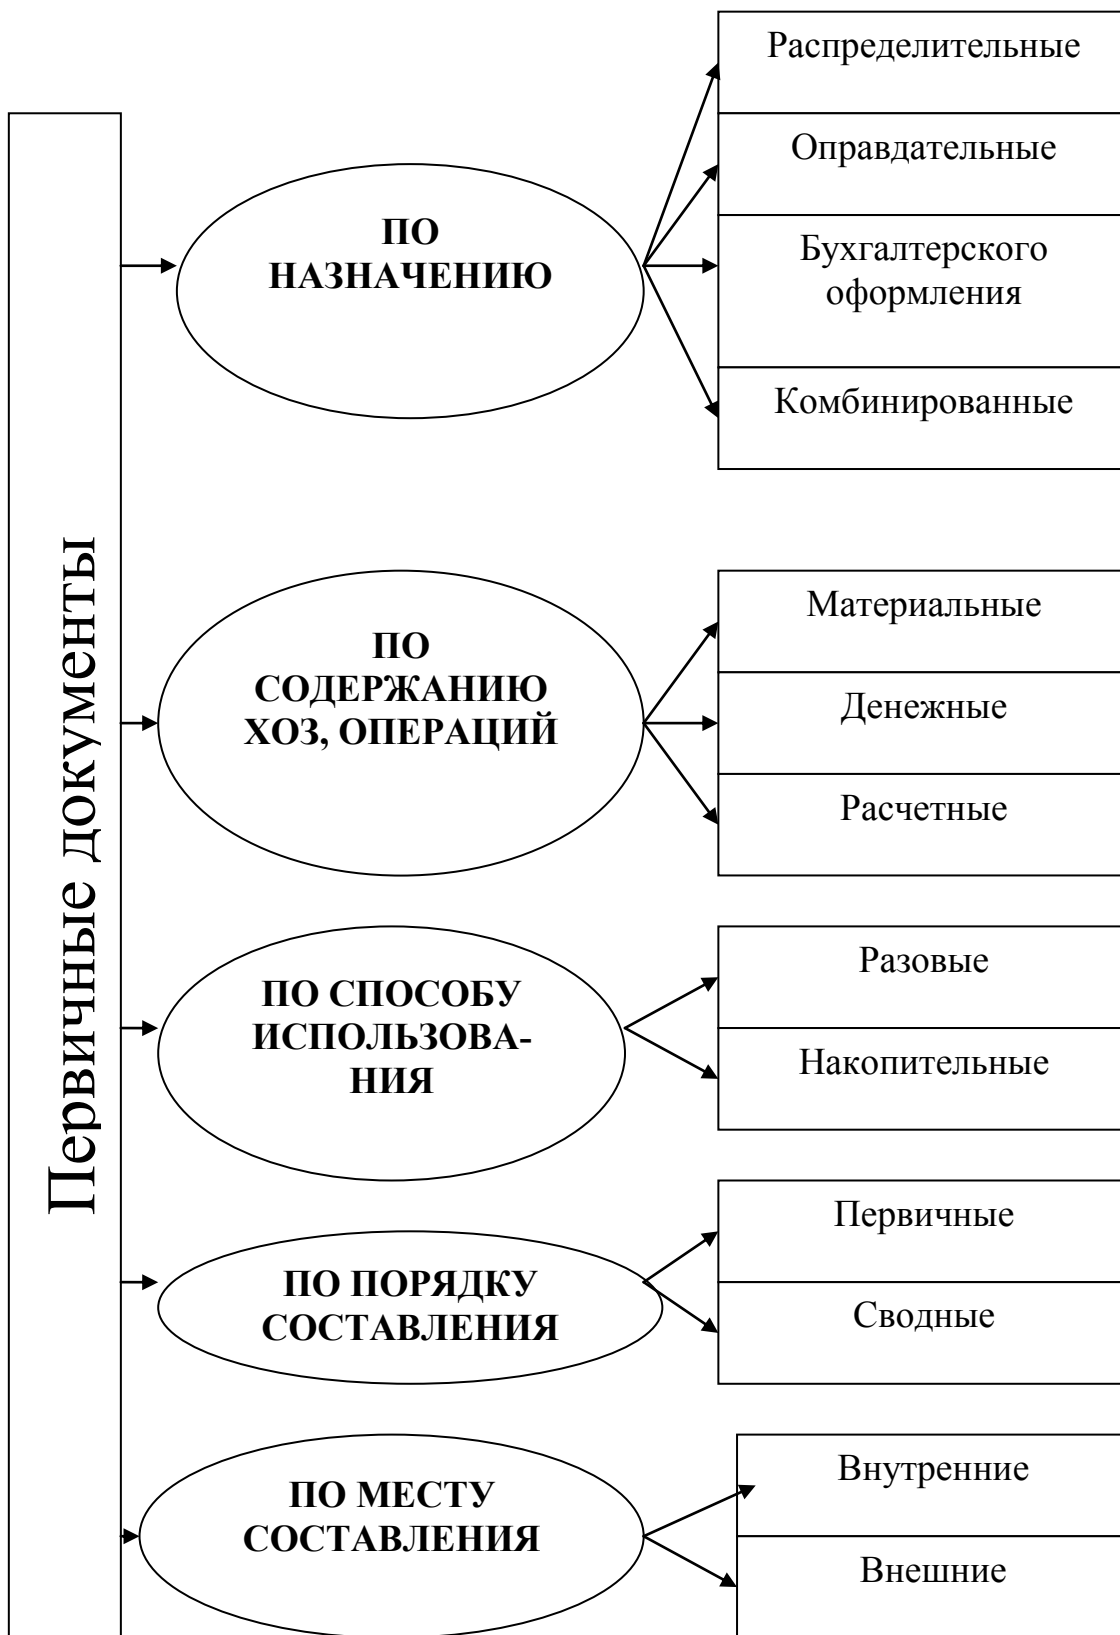 Первичные документы
ПО
НАЗНАЧЕНИЮ
Распределительные
Оправдательные
Бухгалтерского
оформления
Комбинированные
ПО
СОДЕРЖАНИЮ
ХОЗ, ОПЕРАЦИЙ
Материальные
Денежные
Расчетные
ПО СПОСОБУ
ИСПОЛЬЗОВА-
НИЯ
Разовые
Накопительные
ПО ПОРЯДКУ
СОСТАВЛЕНИЯ
Первичные
Сводные
ПО МЕСТУ
СОСТАВЛЕНИЯ
Внутренние
Внешние